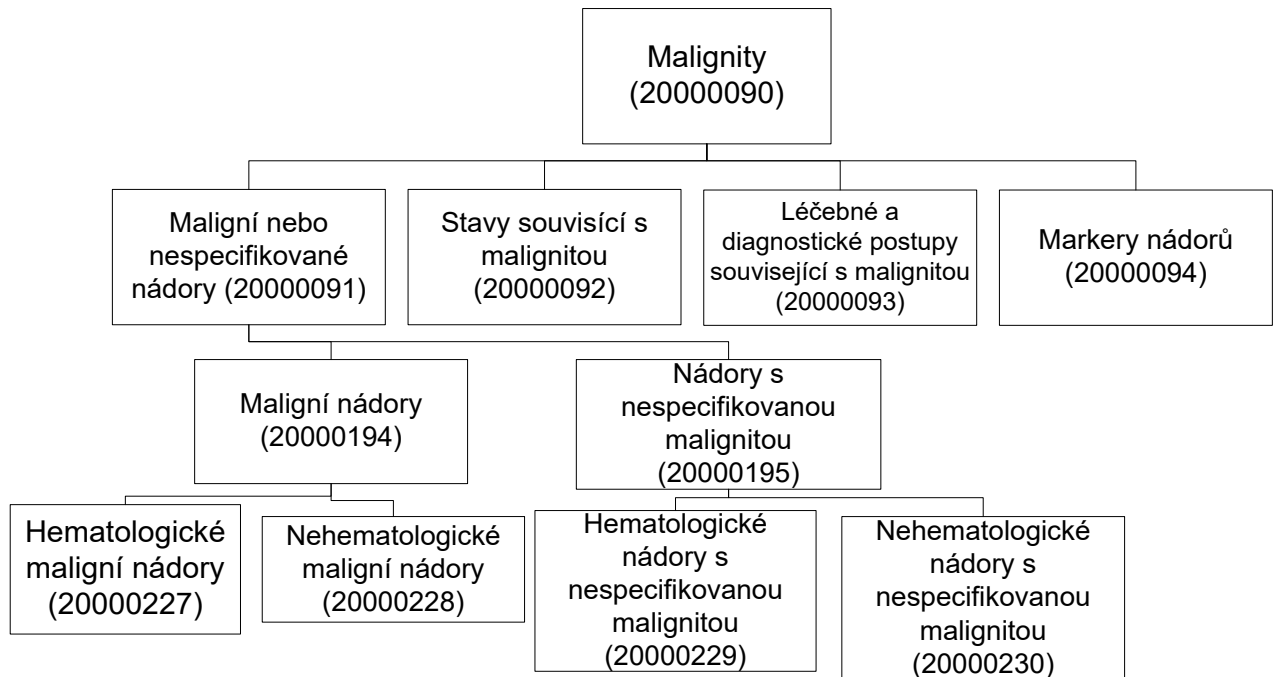 Malignity
(20000090)
Maligní nebo
nespecifikované
nádory (20000091)
Stavy souvisící s
malignitou
(20000092)
Léčebné a
diagnostické postupy
související s malignitou
(20000093)
Markery nádorů
(20000094)
Maligní nádory
(20000194)
Nádory s
nespecifikovanou
malignitou
(20000195)
Hematologické
maligní nádory
(20000227)
Nehematologické
maligní nádory
(20000228)
Hematologické
nádory s
nespecifikovanou
malignitou
(20000229)
Nehematologické
nádory s
nespecifikovanou
malignitou
(20000230)